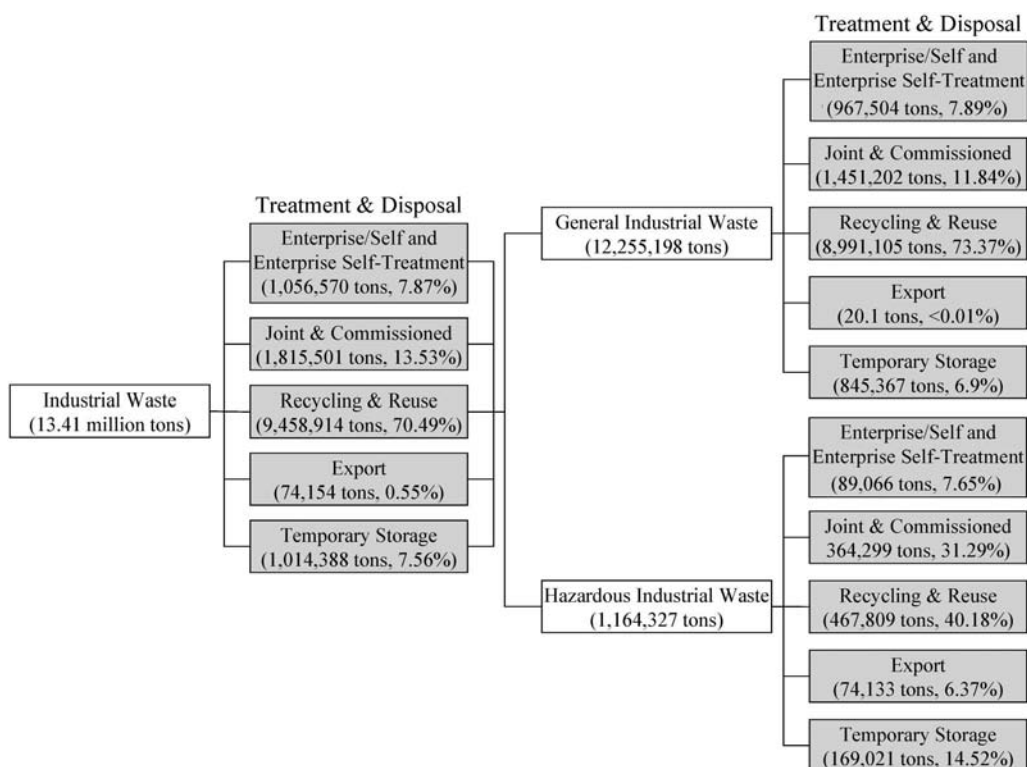 Industrial Waste
(13.41 million tons)
Treatment & Disposal
Enterprise/Self and
Enterprise Self-Treatment
(1,056,570 tons, 7.87%)
Joint & Commissioned
(1,815,501 tons, 13.53%)
Recycling & Reuse
(9,458,914 tons, 70.49%)
Export
(74,154 tons, 0.55%)
Temporary Storage
(1,014,388 tons, 7.56%)
General Industrial Waste
(12,255,198 tons)
Treatment & Disposal
Enterprise/Self and
Enterprise Self-Treatment
(967,504 tons, 7.89%)
Joint & Commissioned
(1,451,202 tons, 11.84%)
Recycling & Reuse
(8,991,105 tons, 73.37%)
Export
(20.1 tons, <0.01%)
Temporary Storage
(845,367 tons, 6.9%)
Hazardous Industrial Waste
(1,164,327 tons)
Enterprise/Self and
Enterprise Self-Treatment
(89,066 tons, 7.65%)
Joint & Commissioned
364,299 tons, 31.29%)
Recycling & Reuse
(467,809 tons, 40.18%)
Export
(74,133 tons, 6.37%)
Temporary Storage
(169,021 tons, 14.52%)